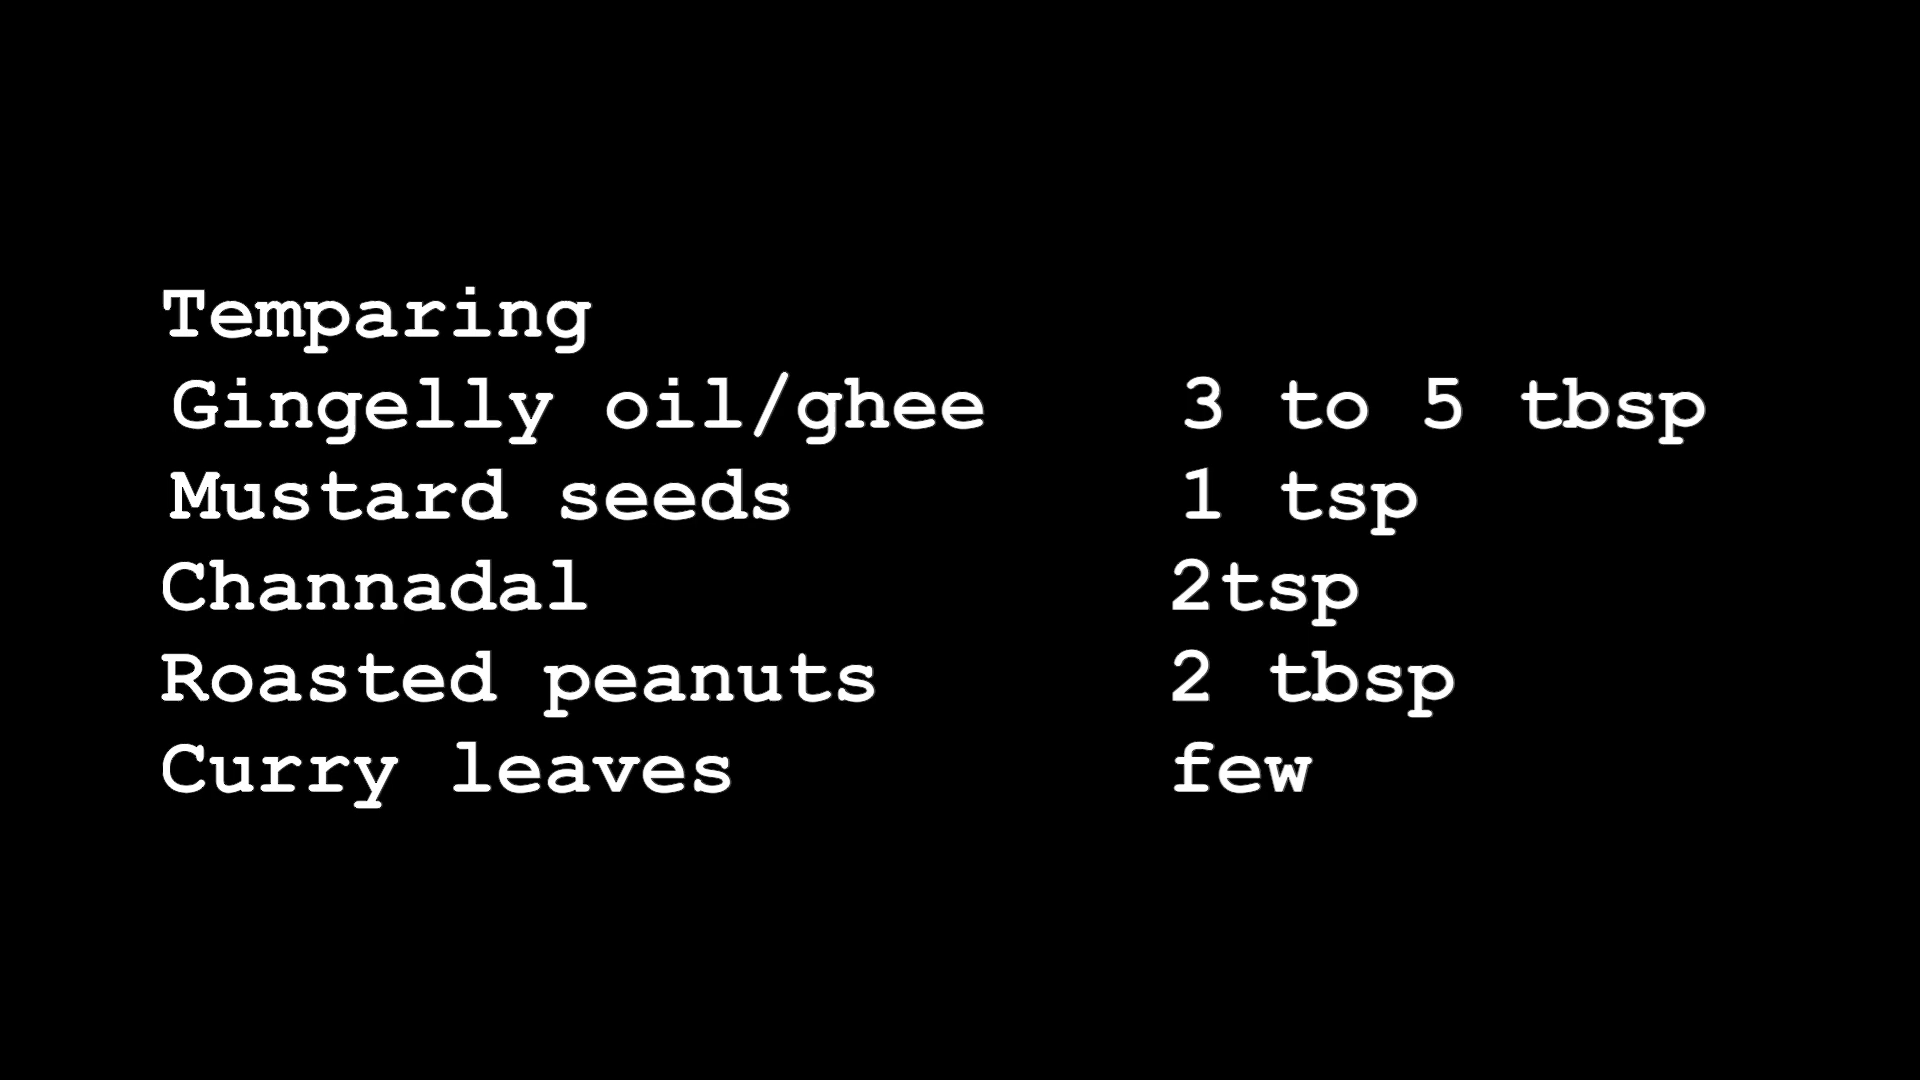 Temparing
Gingelly oil/ghee 3 to 5 tbsp
Mustard seeds 1 tsp
Channadal 2tsp
Roasted peanuts 2 tbsp
Curry leaves few